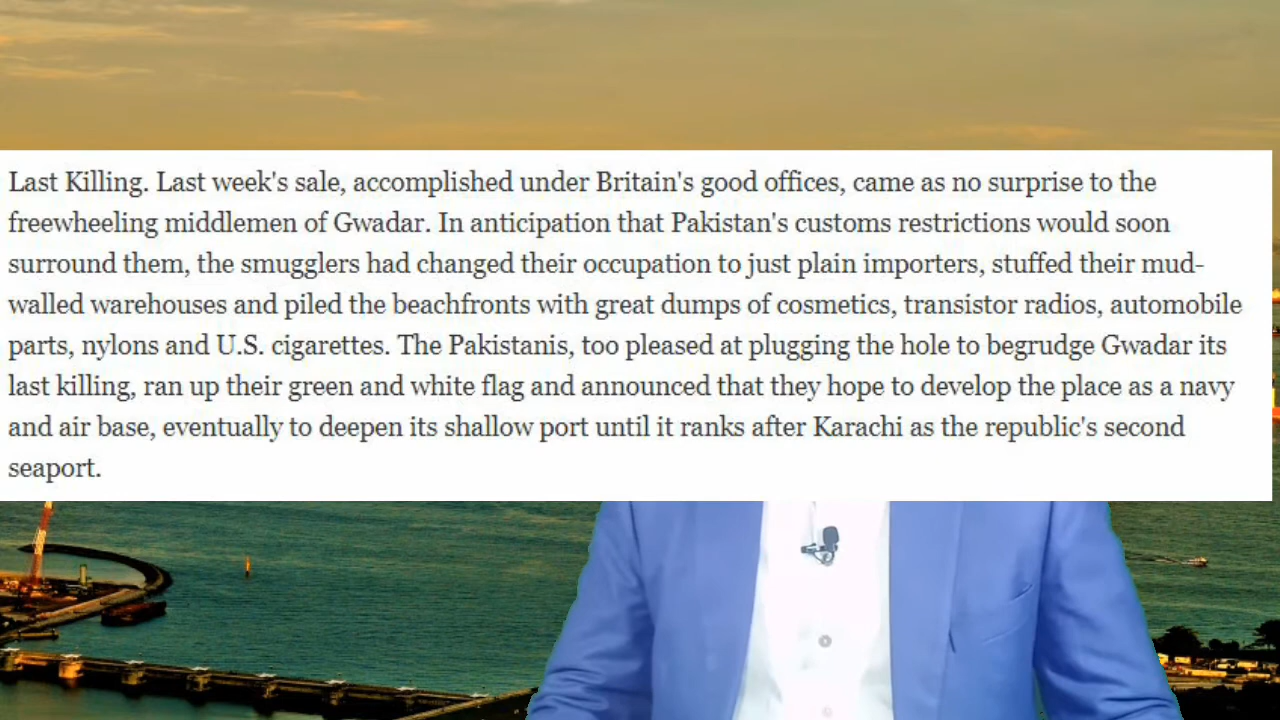 Last Killing. Last week's sale, accomplished under Britain's good offices, came as no surprise to the
freewheeling middlemen of Gwadar. In anticipation that Pakistan's customs restrictions would soon
surround them, the smugglers had changed their occupation to just plain importers, stuffed their mud-
walled warehouses and piled the beachfronts with great dumps of cosmetics, transistor radios, automobile
parts, nylons and U.S. cigarettes. The Pakistanis, too pleased at plugging the hole to begrudge Gwadar its
last killing, ran up their green and white flag and announced that they hope to develop the place as a navy
and air base, eventually to deepen its shallow port until it ranks after Karachi as the republic's second
seaport.